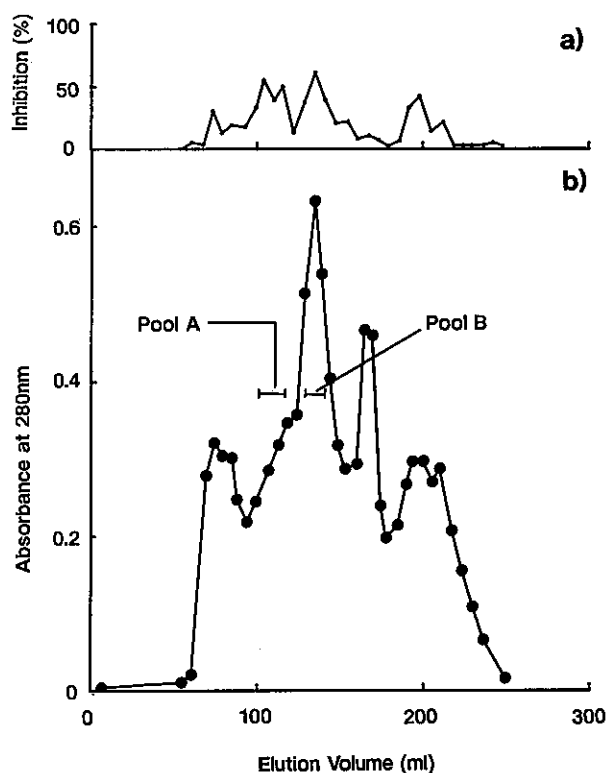 a)
Inhibition (%)
100
50
0
b)
Absorbance at 280nm
0.6
0.4
0.2
0
Pool A
Pool B
0
100
200
300
Elution Volume (ml)